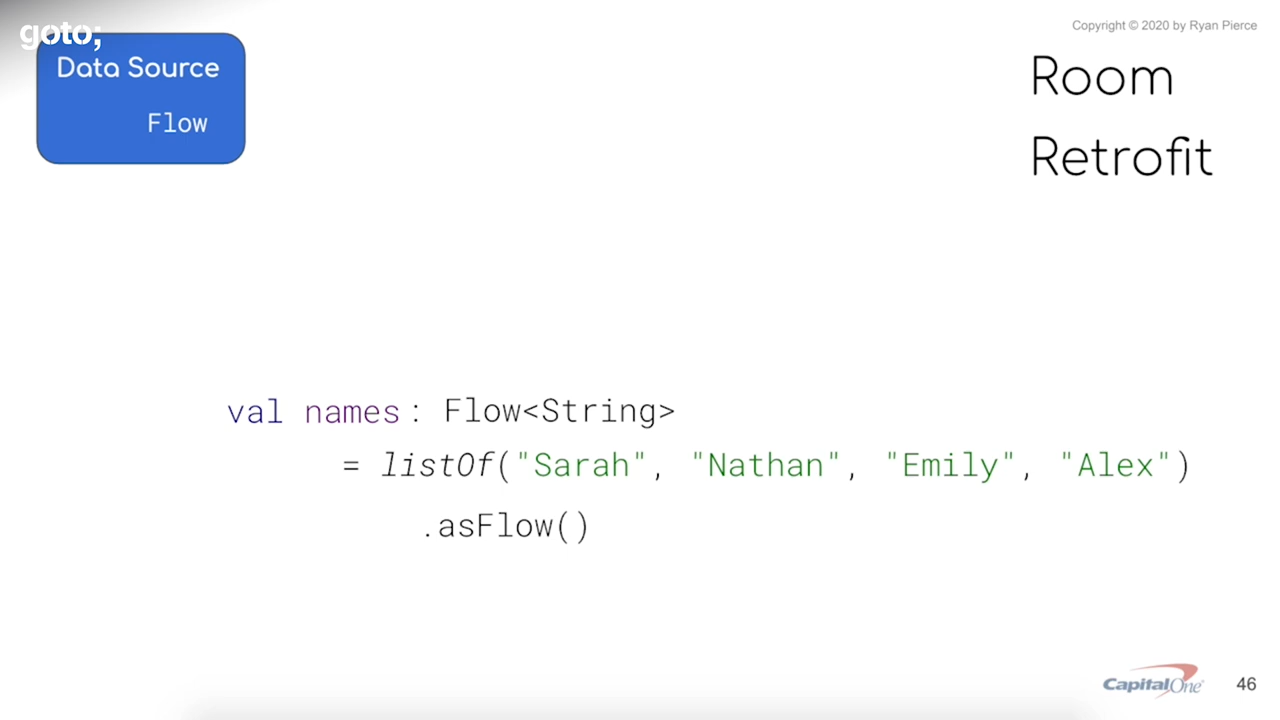 goto;
Copyright © 2020 by Ryan Pierce
Data Source
Flow
Room
Retrofit
val names: Flow<String>
= listOf("Sarah", "Nathan", "Emily", "Alex")
.asFlow()
CapitalOne
46